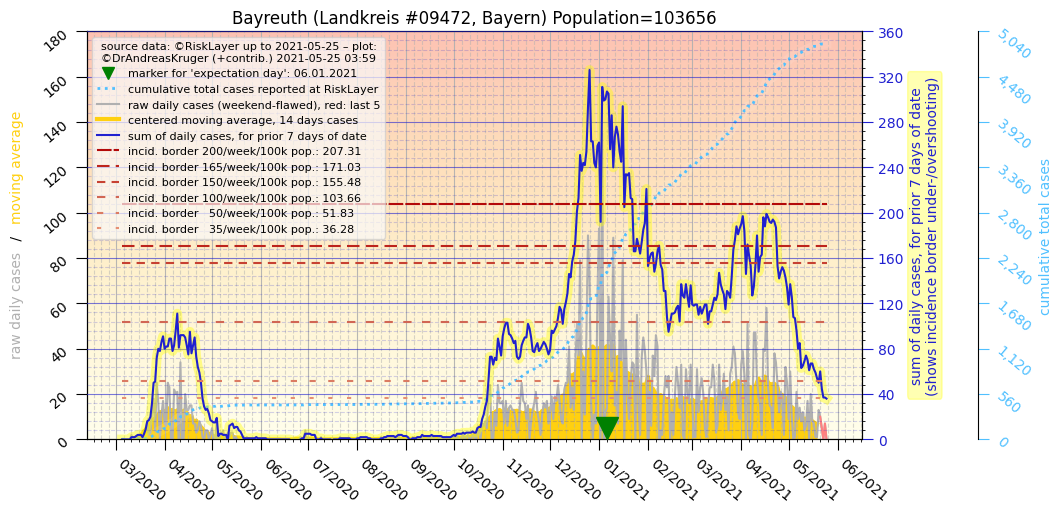 Bayreuth (Landkreis #09472, Bayern) Population=103656
source data: ©RiskLayer up to 2021-05-25 – plot:
©DrAndreasKruger (+contrib.) 2021-05-25 03:59
marker for 'expectation day': 06.01.2021
cumulative total cases reported at RiskLayer
raw daily cases (weekend-flawed), red: last 5
centered moving average, 14 days cases
sum of daily cases, for prior 7 days of date
incid. border 200/week/100k pop.: 207.31
incid. border 165/week/100k pop.: 171.03
incid. border 150/week/100k pop.: 155.48
incid. border 100/week/100k pop.: 103.66
incid. border   50/week/100k pop.: 51.83
incid. border   35/week/100k pop.: 36.28
raw daily cases / moving average
180
160
140
120
100
80
60
40
20
0
03/2020
04/2020
05/2020
06/2020
07/2020
08/2020
09/2020
10/2020
11/2020
12/2020
01/2021
02/2021
03/2021
04/2021
05/2021
06/2021
360
320
280
240
200
160
120
80
40
0
sum of daily cases, for prior 7 days of date
(shows incidence border under-/overshooting)
5,040
4,480
3,920
3,360
2,800
2,240
1,680
1,120
560
0
cumulative total cases